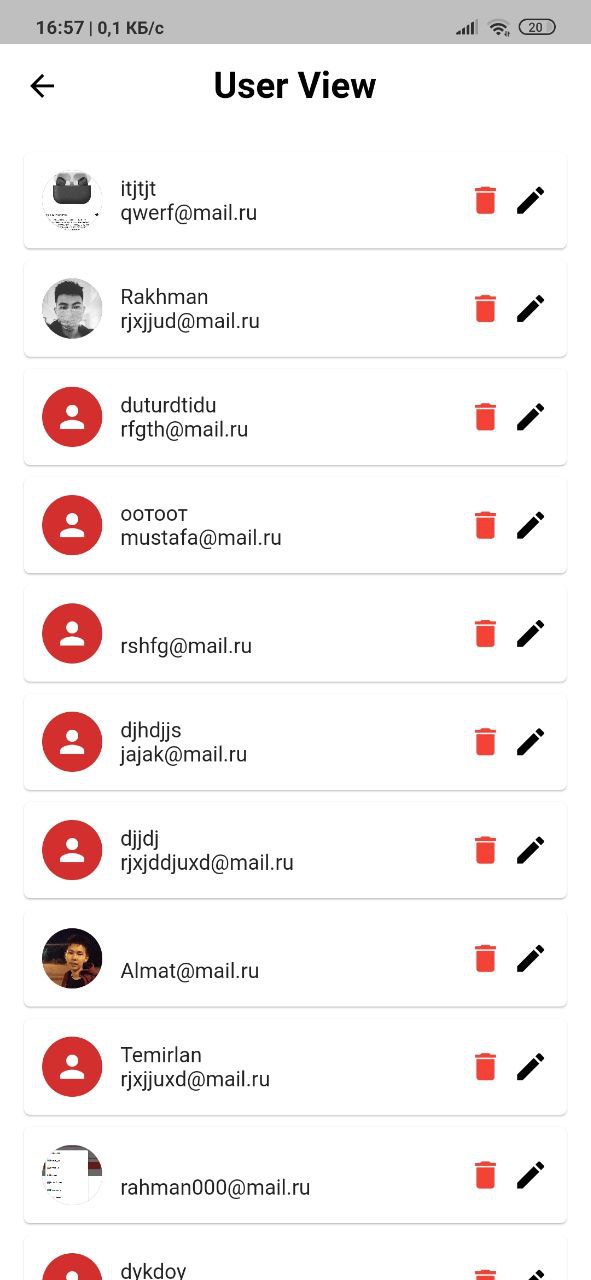 16:57 | 0,1 КБ/с
20
User View
itjtjt
qwerf@mail.ru
Rakhman
rjxjjud@mail.ru
duturdtidu
rfgth@mail.ru
оотоот
mustafa@mail.ru
rshfg@mail.ru
djhdjjs
jajak@mail.ru
djjdj
rjxjddjuxd@mail.ru
Almat@mail.ru
Temirlan
rjxjjuxd@mail.ru
rahman000@mail.ru
dykdoy